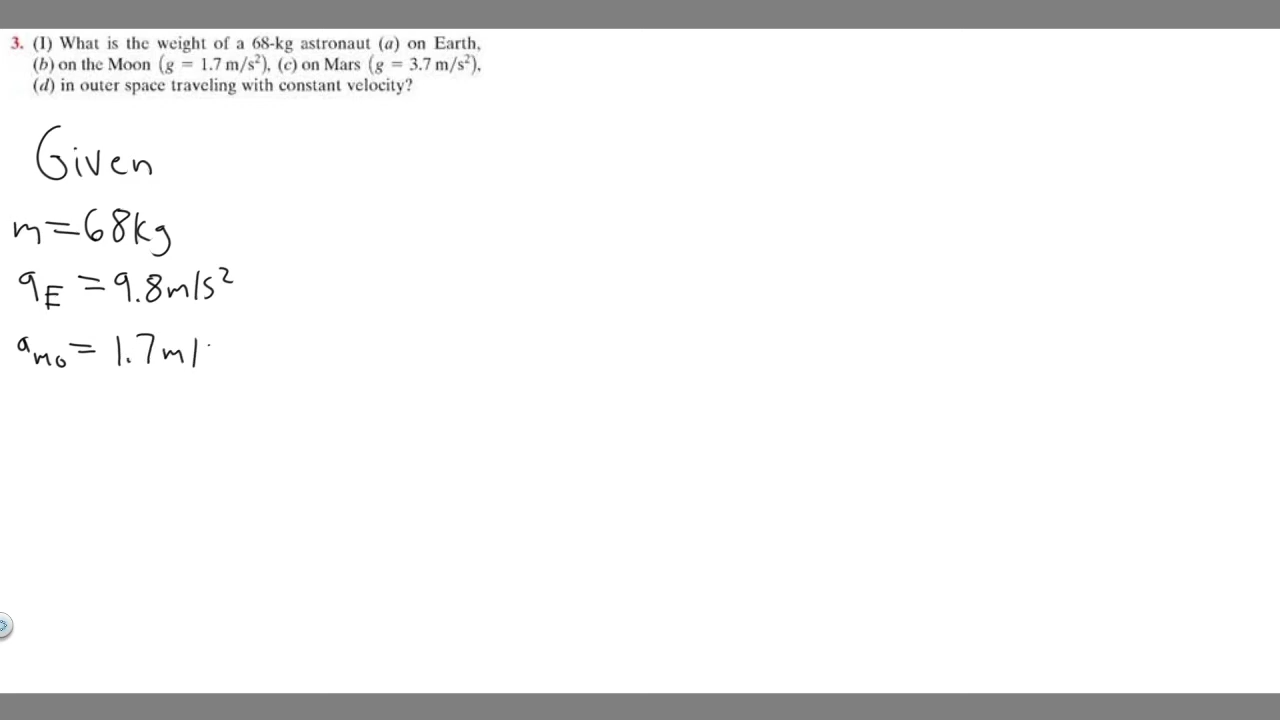 3. (I) What is the weight of a 68-kg astronaut (a) on Earth,
(b) on the Moon (g = 1.7 m/s²), (c) on Mars (g = 3.7 m/s²),
(d) in outer space traveling with constant velocity?
Given
m=68kg
a_E = 9.8m/s²
a_mo = 1.7m/